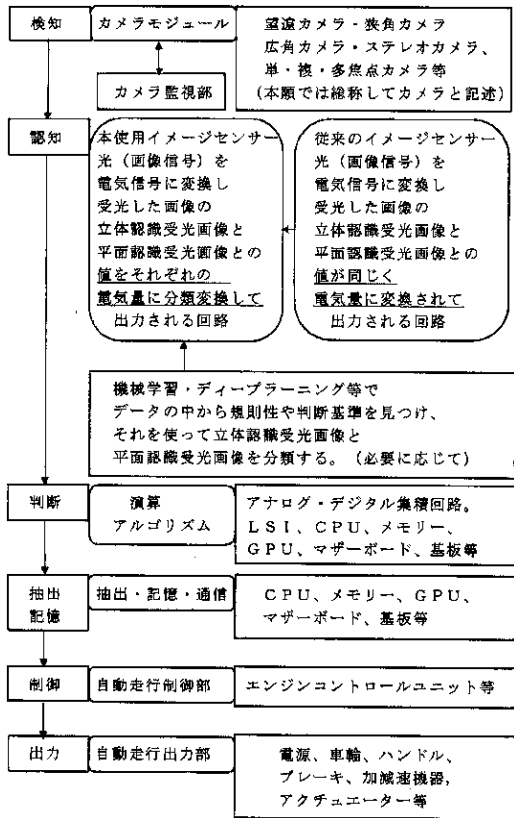 検知
カメラモジュール
望遠カメラ・狭角カメラ
広角カメラ・ステレオカメラ、
単・複・多焦点カメラ等
(本願では総称してカメラと記述)
カメラ監視部
認知
本使用イメージセンサー
光(画像信号)を
電気信号に変換し
受光した画像の
立体認識受光画像と
平面認識受光画像との
値をそれぞれの
電気量に分類変換して
出力される回路
従来のイメージセンサー
光(画像信号)を
電気信号に変換し
受光した画像の
立体認識受光画像と
平面認識受光画像との
値が同じく
電気量に変換されて
出力される回路
機械学習・ディープラーニング等で
データの中から規則性や判断基準を見つけ、
それを使って立体認識受光画像と
平面認識受光画像を分類する。(必要に応じて)
判断
演算
アルゴリズム
アナログ・デジタル集積回路。
LSI、CPU、メモリー、
GPU、マザーボード、基板等
抽出
記憶
抽出・記憶・通信
CPU、メモリー、GPU、
マザーボード、基板等
制御
自動走行制御部
エンジンコントロールユニット等
出力
自動走行出力部
電源、車輪、ハンドル、
ブレーキ、加減速機器,
アクチュエーター等